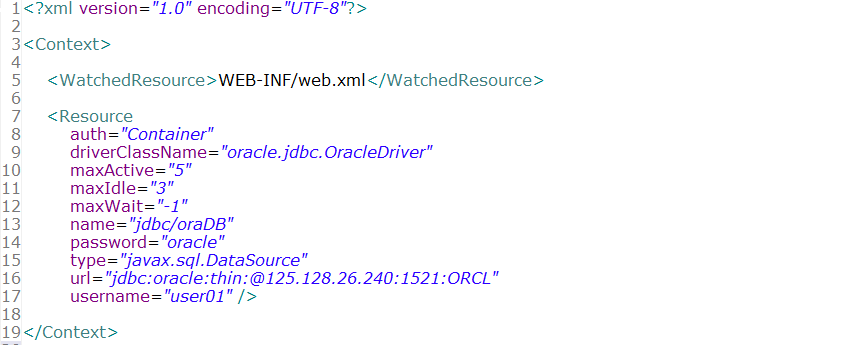 1 <?xml version="1.0" encoding="UTF-8"?>
2
3 <Context>
4
5 <WatchedResource>WEB-INF/web.xml</WatchedResource>
6
7 <Resource
8 auth="Container"
9 driverClassName="oracle.jdbc.OracleDriver"
10 maxActive="5"
11 maxIdle="3"
12 maxWait="-1"
13 name="jdbc/oraDB"
14 password="oracle"
15 type="javax.sql.DataSource"
16 url="jdbc:oracle:thin:@125.128.26.240:1521:ORCL"
17 username="user01" />
18
19 </Context>